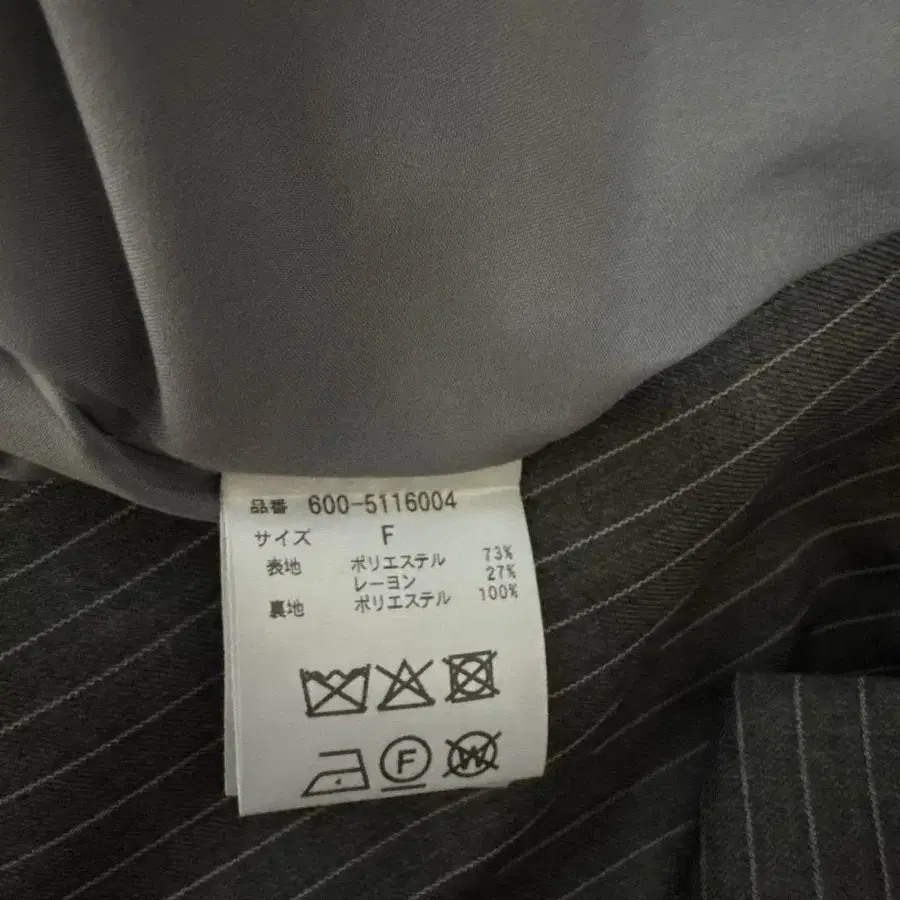 品番 600-5116004
サイズ F
表地 ポリエステル 73%
レーヨン 27%
裏地 ポリエステル 100%
F
W